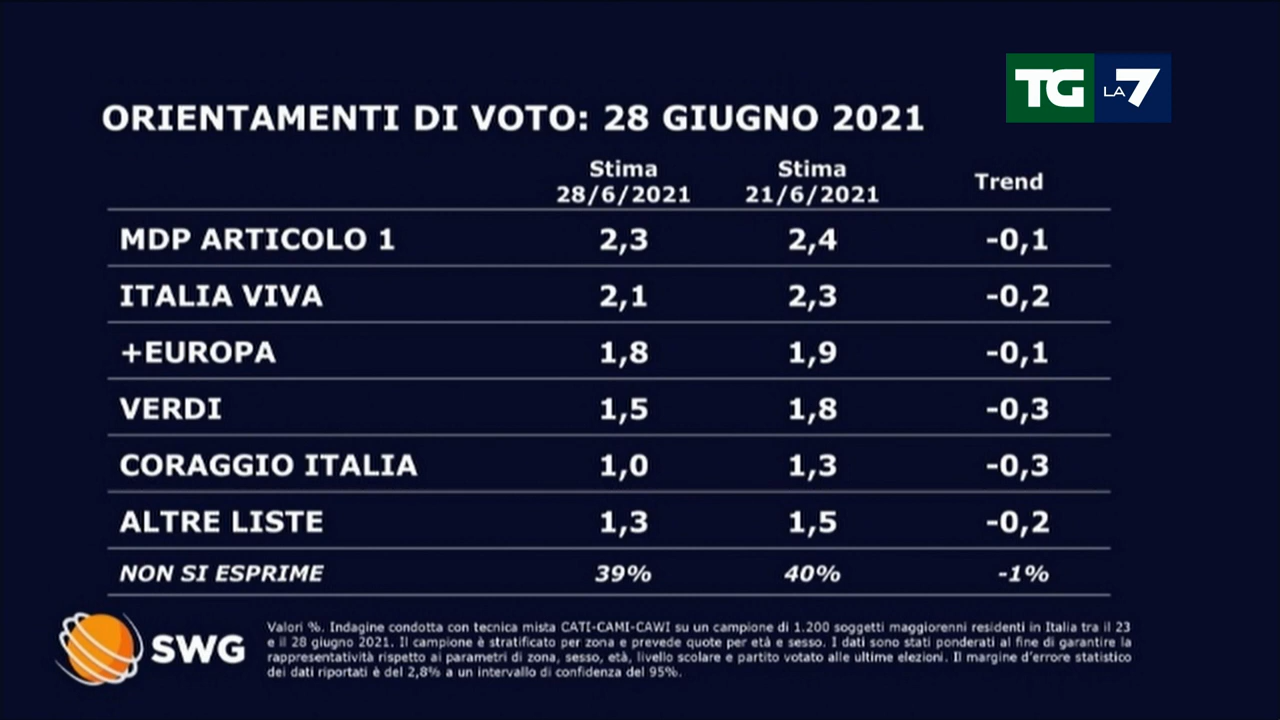 TG LA 7
ORIENTAMENTI DI VOTO: 28 GIUGNO 2021
Stima 28/6/2021 Stima 21/6/2021 Trend
MDP ARTICOLO 1 2,3 2,4 -0,1
ITALIA VIVA 2,1 2,3 -0,2
+EUROPA 1,8 1,9 -0,1
VERDI 1,5 1,8 -0,3
CORAGGIO ITALIA 1,0 1,3 -0,3
ALTRE LISTE 1,3 1,5 -0,2
NON SI ESPRIME 39% 40% -1%
SWG
Valori %. Indagine condotta con tecnica mista CATI-CAMI-CAWI su un campione di 1.200 soggetti maggiorenni residenti in Italia tra il 23
e il 28 giugno 2021. Il campione è stratificato per zona e prevede quote per età e sesso. I dati sono stati ponderati al fine di garantire la
rappresentatività rispetto ai parametri di zona, sesso, età, livello scolare e partito votato alle ultime elezioni. Il margine d'errore statistico
dei dati riportati è del 2,8% a un intervallo di confidenza del 95%.